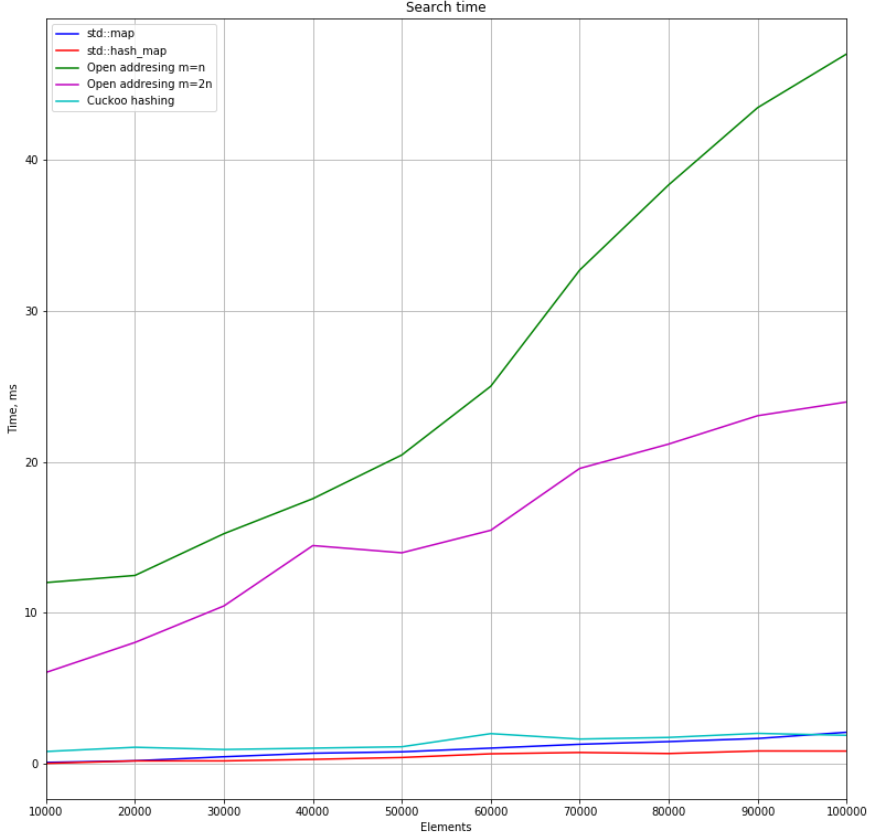 Search time
std::map
std::hash_map
Open addresing m=n
Open addresing m=2n
Cuckoo hashing
Time, ms
40
30
20
10
0
10000 20000 30000 40000 50000 60000 70000 80000 90000 100000
Elements